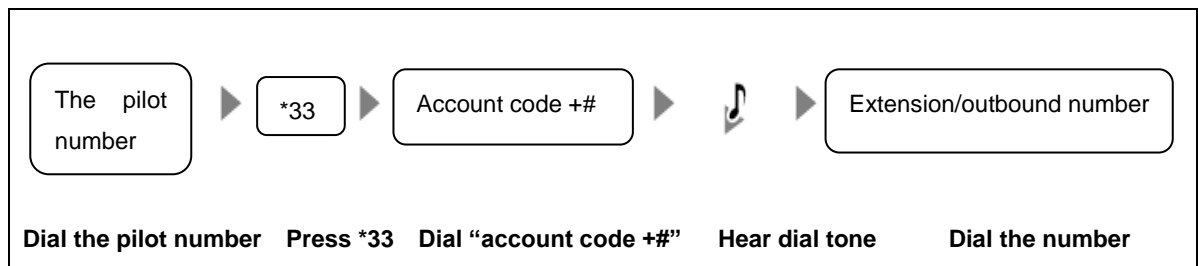 The pilot
number
*33
Account code +#
Extension/outbound number
Dial the pilot number Press *33 Dial “account code +#” Hear dial tone Dial the number